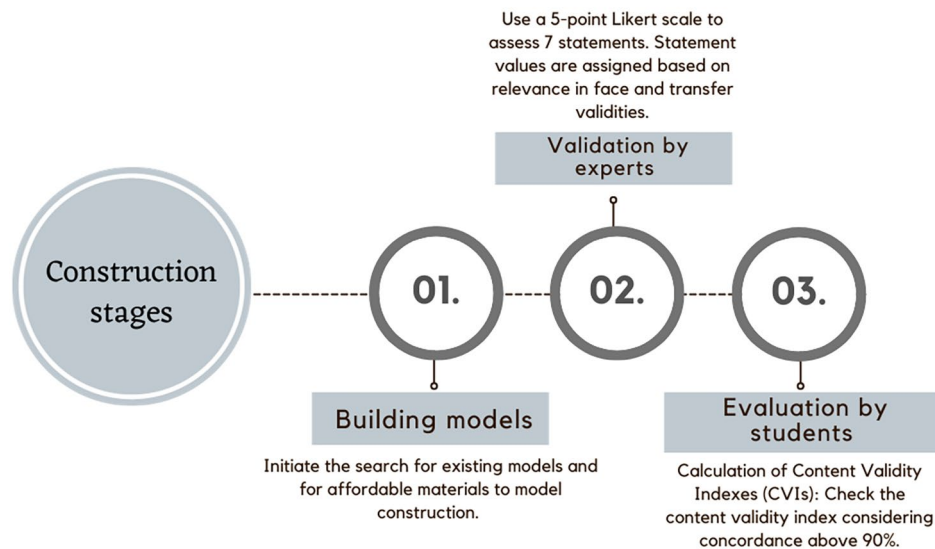 Construction
stages
01.
Building models
Initiate the search for existing models and
for affordable materials to model
construction.
Use a 5-point Likert scale to
assess 7 statements. Statement
values are assigned based on
relevance in face and transfer
validities.
Validation by
experts
02.
03.
Evaluation by
students
Calculation of Content Validity
Indexes (CVIs): Check the
content validity index considering
concordance above 90%.